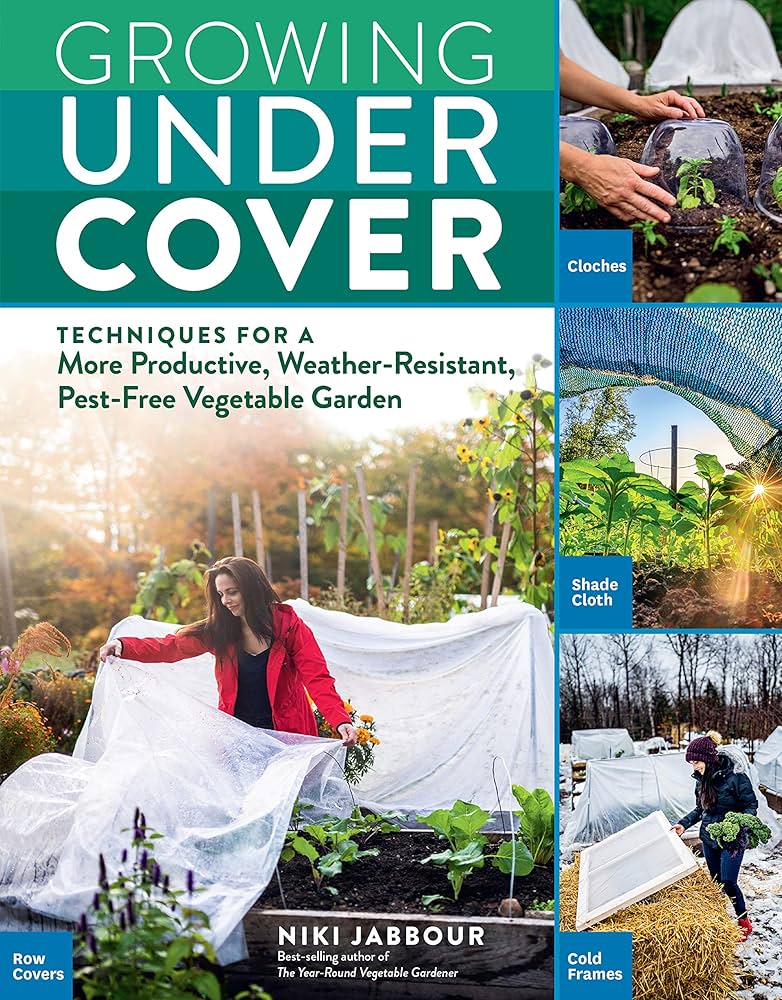 GROWING
UNDER
COVER
TECHNIQUES FOR A
More Productive, Weather-Resistant,
Pest-Free Vegetable Garden
Cloches
Shade
Cloth
Row
Covers
NIKI JABBOUR
Best-selling author of
The Year-Round Vegetable Gardener
Cold
Frames